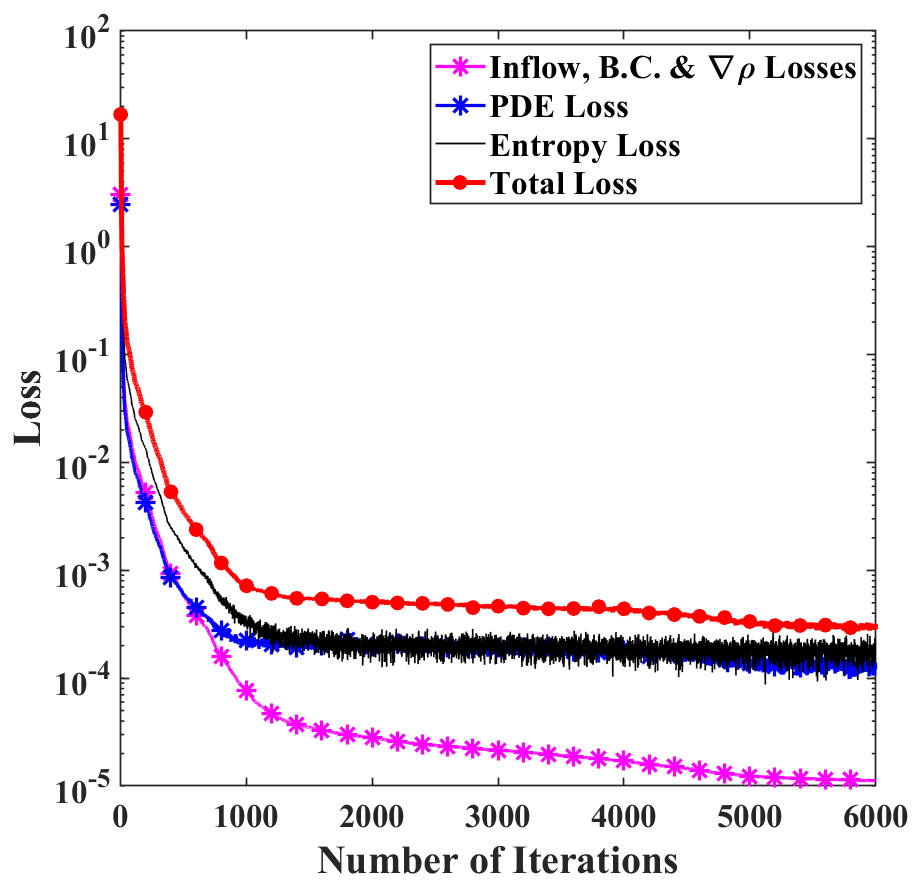 10^2
10^1
10^0
10^-1
10^-2
10^-3
10^-4
10^-5
Loss
Inflow, B.C. & ∇ρ Losses
PDE Loss
Entropy Loss
Total Loss
0 1000 2000 3000 4000 5000 6000
Number of Iterations